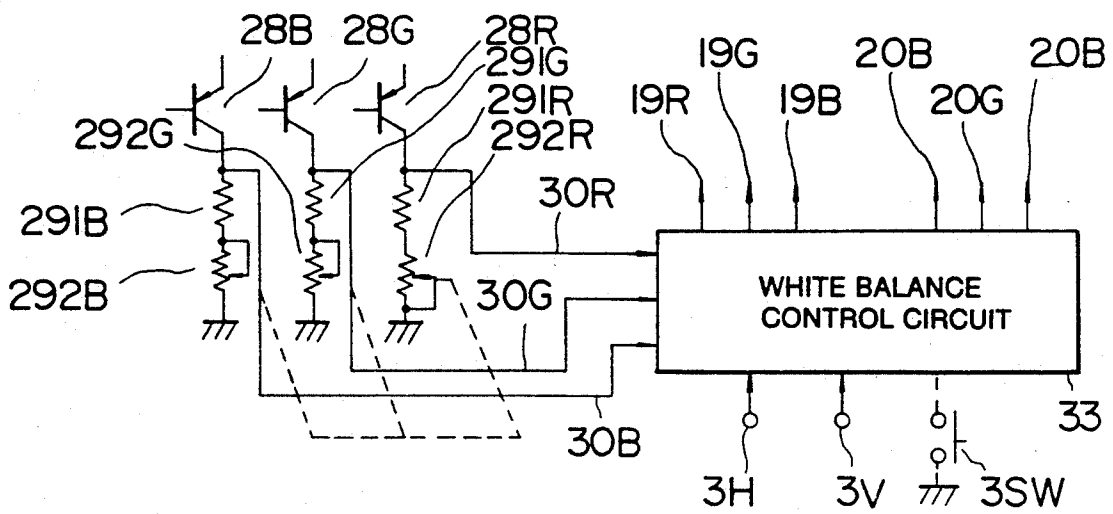 28B
28G
28R
291G
291R
292R
292G
291B
292B
30R
30G
30B
19R
19G
19B
20B
20G
20B
WHITE BALANCE
CONTROL CIRCUIT
33
3H
3V
3SW